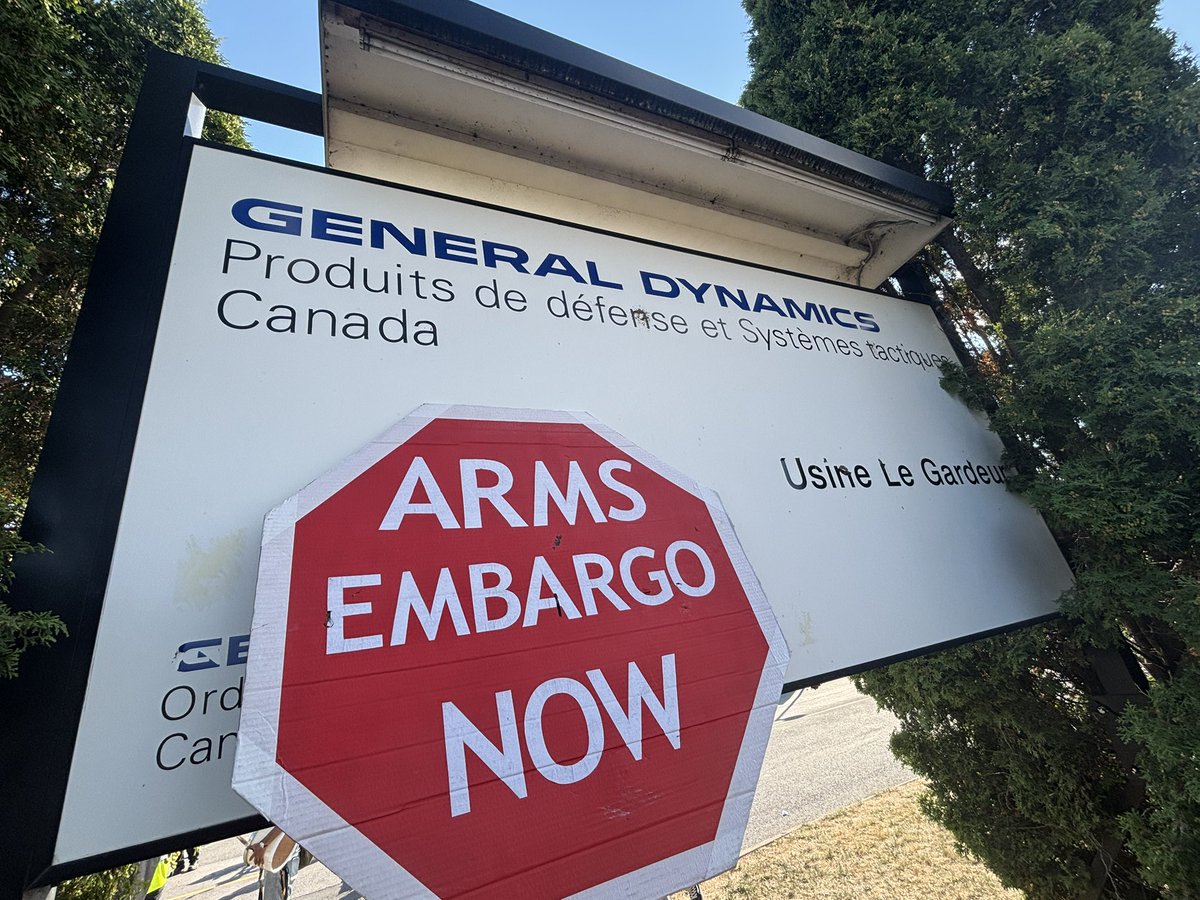 GENERAL DYNAMICS
Produits de défense et Systèmes tactiques
Canada
Usine Le Gardeur
ARMS
EMBARGO
NOW